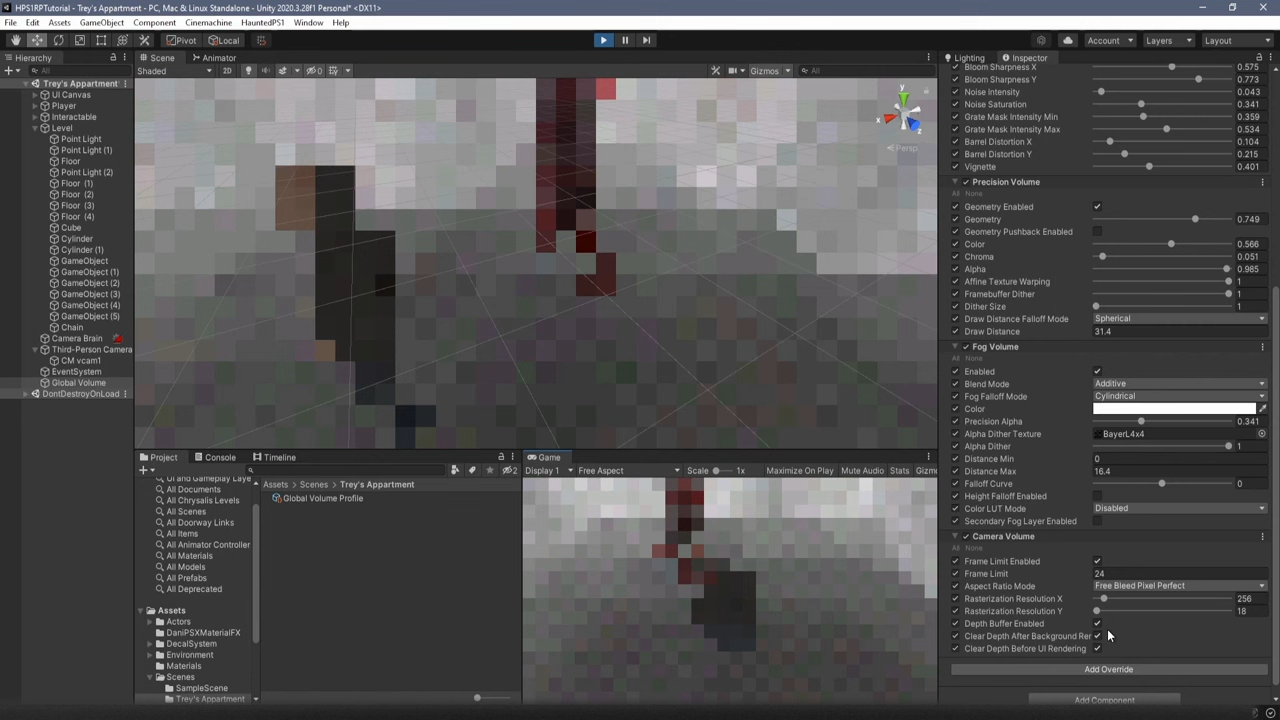 HPS1RPTutorial - Trey's Appartment - PC, Mac & Linux Standalone - Unity 2020.3.28f1 Personal* <DX11>
File Edit Assets GameObject Component Cinemachine HauntedPS1 Window Help
Pivot Local Account Layers Layout
Hierarchy
All
Trey's Appartment
UI Canvas
Player
Interactable
Level
Point Light
Point Light (1)
Floor
Point Light (2)
Floor (1)
Floor (2)
Floor (3)
Floor (4)
Cube
Cylinder
Cylinder (1)
GameObject
GameObject (1)
GameObject (2)
GameObject (3)
GameObject (4)
GameObject (5)
Chain
Camera Brain
Third-Person Camera
CM vcam1
EventSystem
Global Volume
DontDestroyOnLoad
Scene Animator
Shaded 2D 0 Gizmos All
y
x
z
Persp
Project Console Timeline
2
UI and Gameplay Laye
All Documents
All Chrysalis Levels
All Scenes
All Doorway Links
All Items
All Animator Controller
All Materials
All Models
All Prefabs
All Deprecated
Assets
Actors
DaniPSXMaterialFX
DecalSystem
Environment
Materials
Scenes
SampleScene
Trey's Appartment
Assets Scenes Trey's Appartment
Global Volume Profile
Game
Display 1 Free Aspect Scale 1x Maximize On Play Mute Audio Stats Gizm
Lighting Inspector
Bloom Sharpness X 0.575
Bloom Sharpness Y 0.773
Noise Intensity 0.043
Noise Saturation 0.341
Grate Mask Intensity Min 0.359
Grate Mask Intensity Max 0.534
Barrel Distortion X 0.104
Barrel Distortion Y 0.215
Vignette 0.401
Precision Volume
All None
Geometry Enabled
Geometry 0.749
Geometry Pushback Enabled
Color 0.566
Chroma 0.051
Alpha 0.985
Affine Texture Warping 1
Framebuffer Dither 1
Dither Size 1
Draw Distance Falloff Mode Spherical
Draw Distance 31.4
Fog Volume
All None
Enabled
Blend Mode Additive
Fog Falloff Mode Cylindrical
Color
Precision Alpha 0.341
Alpha Dither Texture BayerL4x4
Alpha Dither 1
Distance Min 0
Distance Max 16.4
Falloff Curve 0
Height Falloff Enabled
Color LUT Mode Disabled
Secondary Fog Layer Enabled
Camera Volume
All None
Frame Limit Enabled
Frame Limit 24
Aspect Ratio Mode Free Bleed Pixel Perfect
Rasterization Resolution X 256
Rasterization Resolution Y 18
Depth Buffer Enabled
Clear Depth After Background Rer
Clear Depth Before UI Rendering
Add Override
Add Component